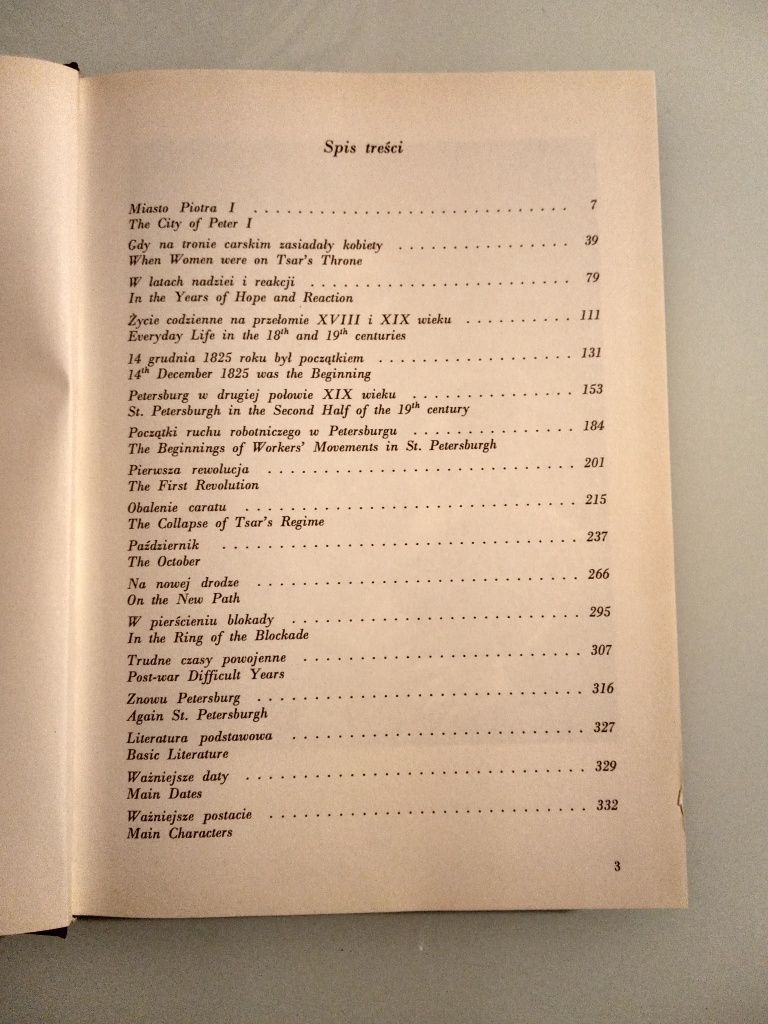 Spis treści
Miasto Piotra I . . . . . . . . . . . . . . . . . . . . . . . . . . . . . 7
The City of Peter I
Gdy na tronie carskim zasiadały kobiety . . . . . . . . . . . . . . . . 39
When Women were on Tsar's Throne
W latach nadziei i reakcji . . . . . . . . . . . . . . . . . . . . . . . . 79
In the Years of Hope and Reaction
Życie codzienne na przełomie XVIII i XIX wieku . . . . . . . . . . 111
Everyday Life in the 18th and 19th centuries
14 grudnia 1825 roku był początkiem . . . . . . . . . . . . . . . . . . 131
14th December 1825 was the Beginning
Petersburg w drugiej połowie XIX wieku . . . . . . . . . . . . . . . 153
St. Petersburgh in the Second Half of the 19th century
Początki ruchu robotniczego w Petersburgu . . . . . . . . . . . . . . . 184
The Beginnings of Workers' Movements in St. Petersburgh
Pierwsza rewolucja . . . . . . . . . . . . . . . . . . . . . . . . . . . . 201
The First Revolution
Obalenie caratu . . . . . . . . . . . . . . . . . . . . . . . . . . . . . . 215
The Collapse of Tsar's Regime
Październik . . . . . . . . . . . . . . . . . . . . . . . . . . . . . . . . 237
The October
Na nowej drodze . . . . . . . . . . . . . . . . . . . . . . . . . . . . . 266
On the New Path
W pierścieniu blokady . . . . . . . . . . . . . . . . . . . . . . . . . . 295
In the Ring of the Blockade
Trudne czasy powojenne . . . . . . . . . . . . . . . . . . . . . . . . . 307
Post-war Difficult Years
Znowu Petersburg . . . . . . . . . . . . . . . . . . . . . . . . . . . . . 316
Again St. Petersburgh
Literatura podstawowa . . . . . . . . . . . . . . . . . . . . . . . . . . 327
Basic Literature
Ważniejsze daty . . . . . . . . . . . . . . . . . . . . . . . . . . . . . . 329
Main Dates
Ważniejsze postacie . . . . . . . . . . . . . . . . . . . . . . . . . . . . 332
Main Characters
3